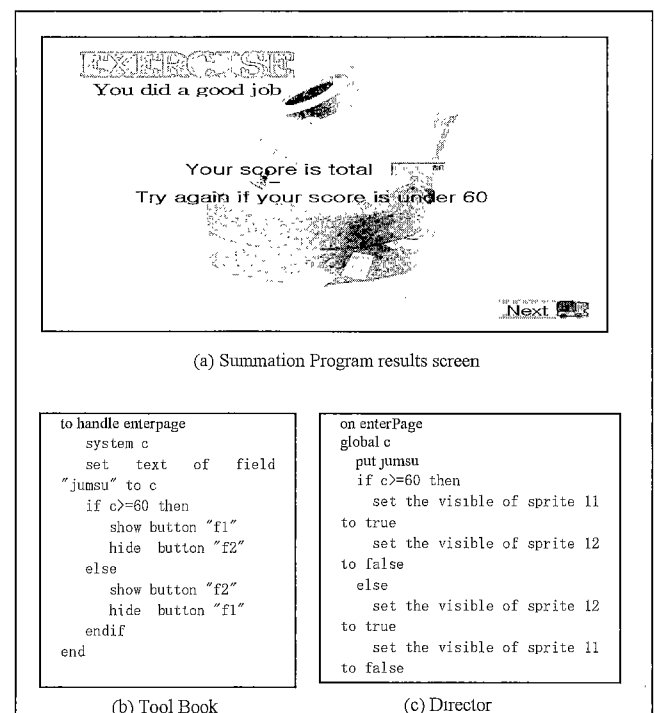 EXERCISE
You did a good job
Your score is total
Try again if your score is under 60
Next
(a) Summation Program results screen
to handle enterpage
system c
set text of field
"jumsu" to c
if c>=60 then
show button "f1"
hide button "f2"
else
show button "f2"
hide button "f1"
endif
end
(b) Tool Book
on enterPage
global c
put jumsu
if c>=60 then
set the visible of sprite 11
to true
set the visible of sprite 12
to false
else
set the visible of sprite 12
to true
set the visible of sprite 11
to false
(c) Director